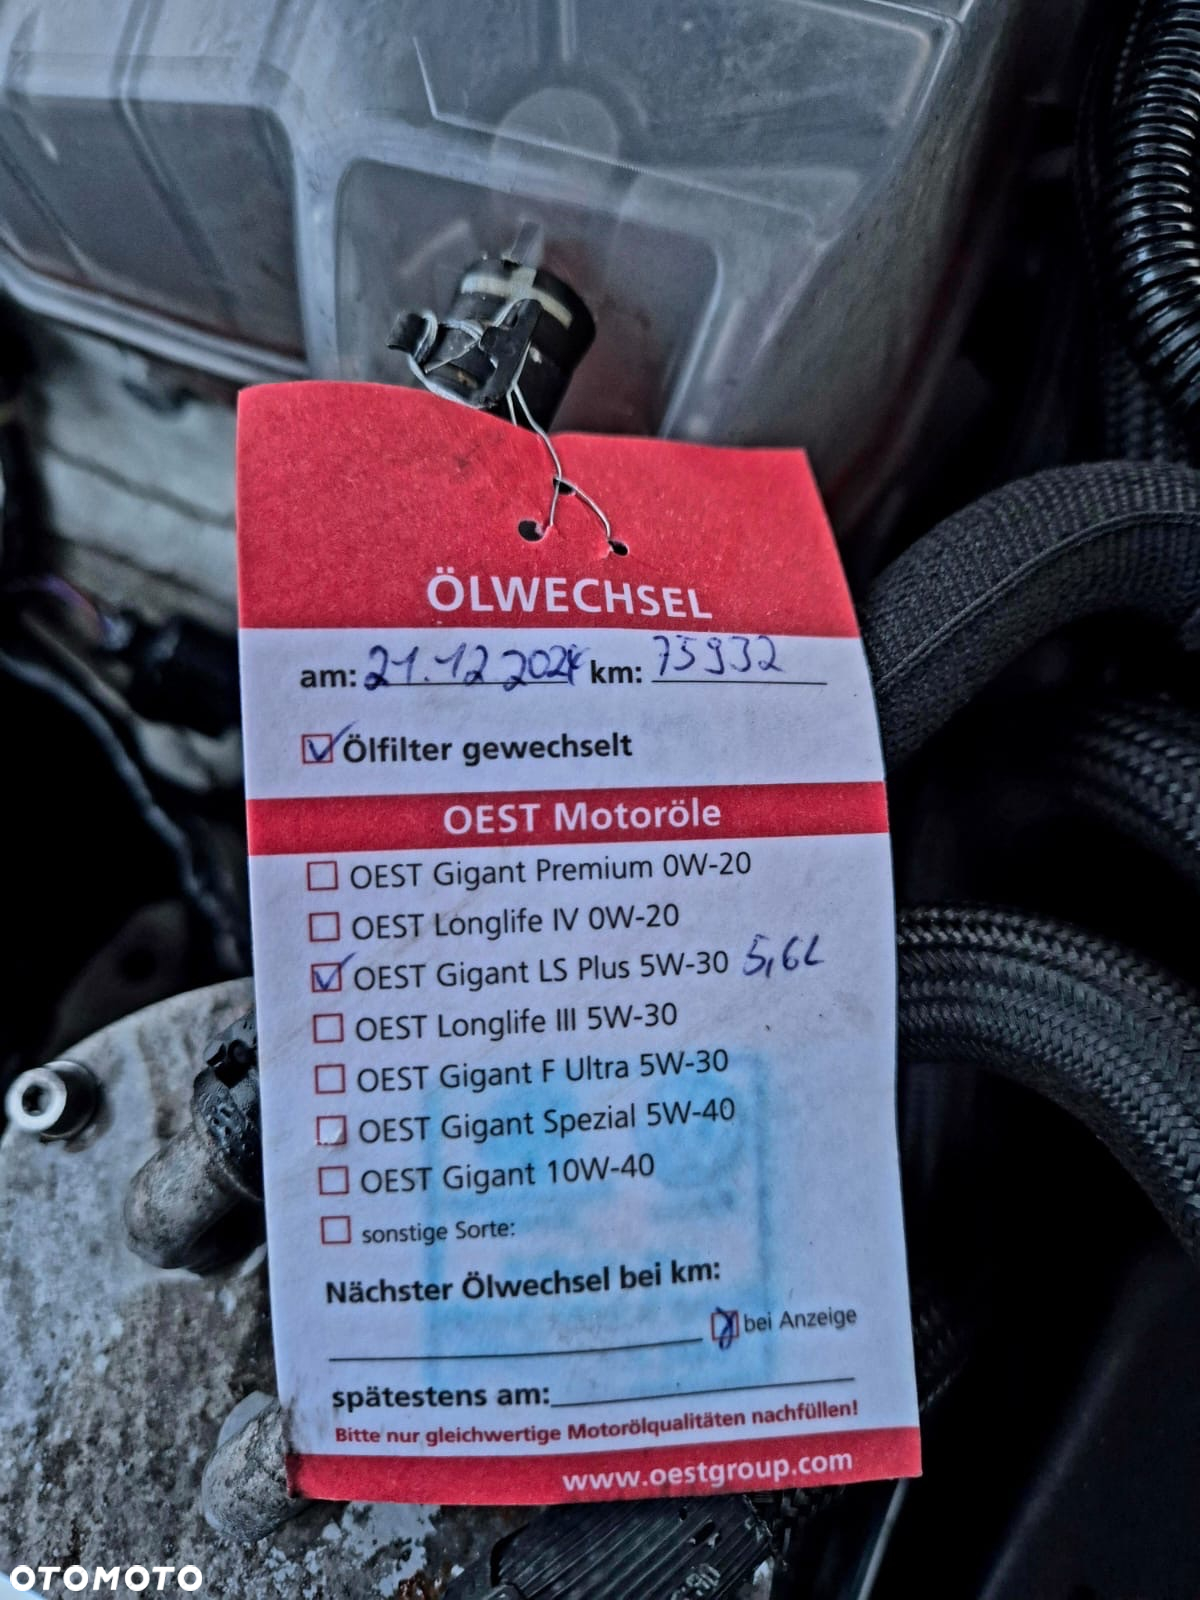 ÖLWECHSEL
am: 21.12.2024 km: 75932
Ölfilter gewechselt
OEST Motoröle
OEST Gigant Premium 0W-20
OEST Longlife IV 0W-20
OEST Gigant LS Plus 5W-30 5,6L
OEST Longlife III 5W-30
OEST Gigant F Ultra 5W-30
OEST Gigant Spezial 5W-40
OEST Gigant 10W-40
sonstige Sorte:
Nächster Ölwechsel bei km:
bei Anzeige
spätestens am:
Bitte nur gleichwertige Motorölqualitäten nachfüllen!
www.oestgroup.com
OTOMOTO